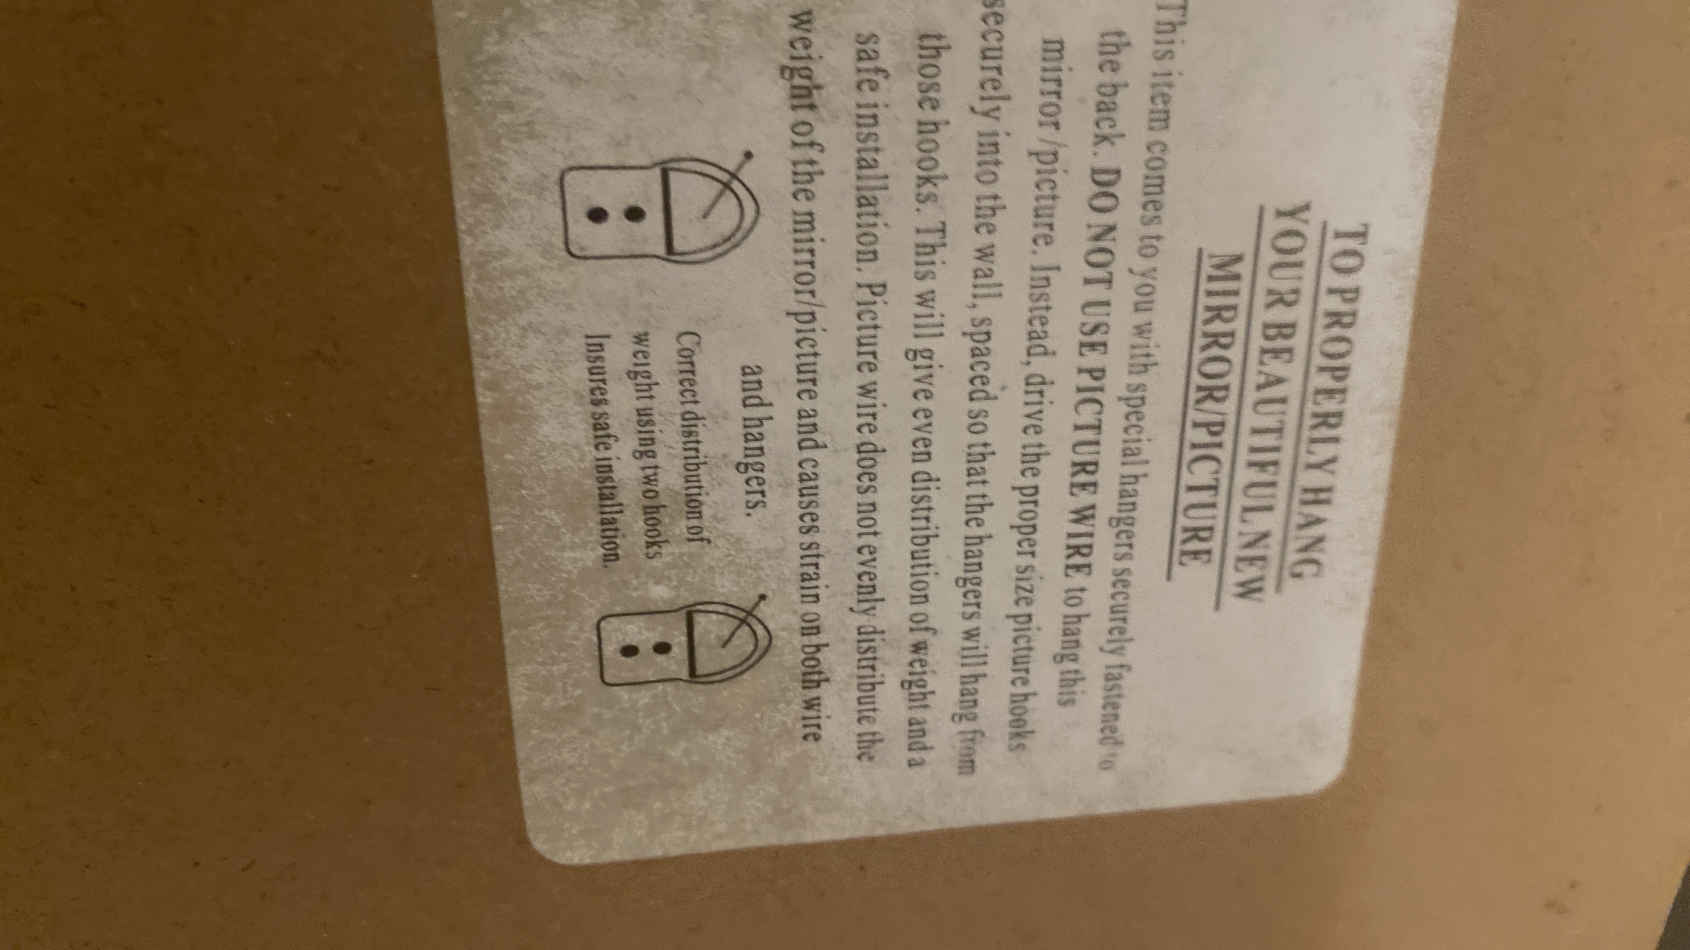 TO PROPERLY HANG
YOUR BEAUTIFUL NEW
MIRROR/PICTURE
This item comes to you with special hangers securely fastened to
the back. DO NOT USE PICTURE WIRE to hang this
mirror/picture. Instead, drive the proper size picture hooks
securely into the wall, spaced so that the hangers will hang from
those hooks. This will give even distribution of weight and a
safe installation. Picture wire does not evenly distribute the
weight of the mirror/picture and causes strain on both wire
and hangers.
Correct distribution of
weight using two hooks
Insures safe installation.